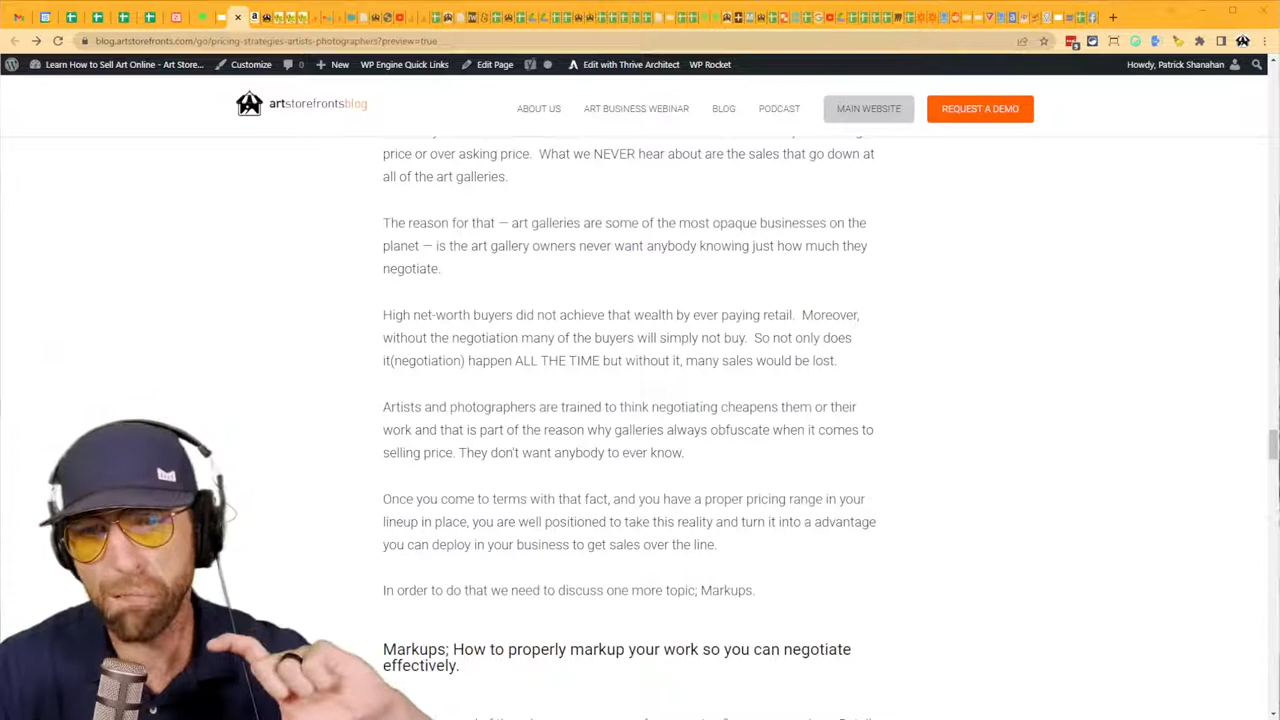 blog.artstorefronts.com/go/pricing-strategies-artists-photographers?preview=true
Learn How to Sell Art Online - Art Store...
Customize
0
New
WP Engine Quick Links
Edit Page
Edit with Thrive Architect
WP Rocket
Howdy, Patrick Shanahan
artstorefrontsblog
ABOUT US
ART BUSINESS WEBINAR
BLOG
PODCAST
MAIN WEBSITE
REQUEST A DEMO
price or over asking price. What we NEVER hear about are the sales that go down at
all of the art galleries.
The reason for that — art galleries are some of the most opaque businesses on the
planet — is the art gallery owners never want anybody knowing just how much they
negotiate.
High net-worth buyers did not achieve that wealth by ever paying retail. Moreover,
without the negotiation many of the buyers will simply not buy. So not only does
it(negotiation) happen ALL THE TIME but without it, many sales would be lost.
Artists and photographers are trained to think negotiating cheapens them or their
work and that is part of the reason why galleries always obfuscate when it comes to
selling price. They don't want anybody to ever know.
Once you come to terms with that fact, and you have a proper pricing range in your
lineup in place, you are well positioned to take this reality and turn it into a advantage
you can deploy in your business to get sales over the line.
In order to do that we need to discuss one more topic; Markups.
Markups; How to properly markup your work so you can negotiate
effectively.